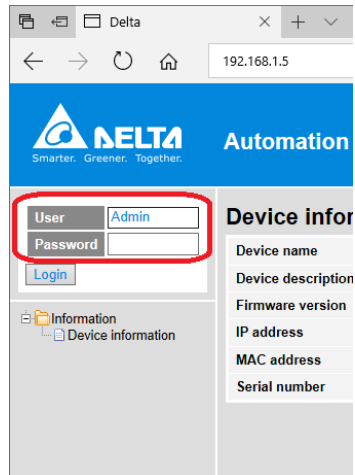 Delta
192.168.1.5
DELTA
Smarter. Greener. Together.
Automation
User Admin
Password
Login
Information
Device information
Device infor
Device name
Device description
Firmware version
IP address
MAC address
Serial number